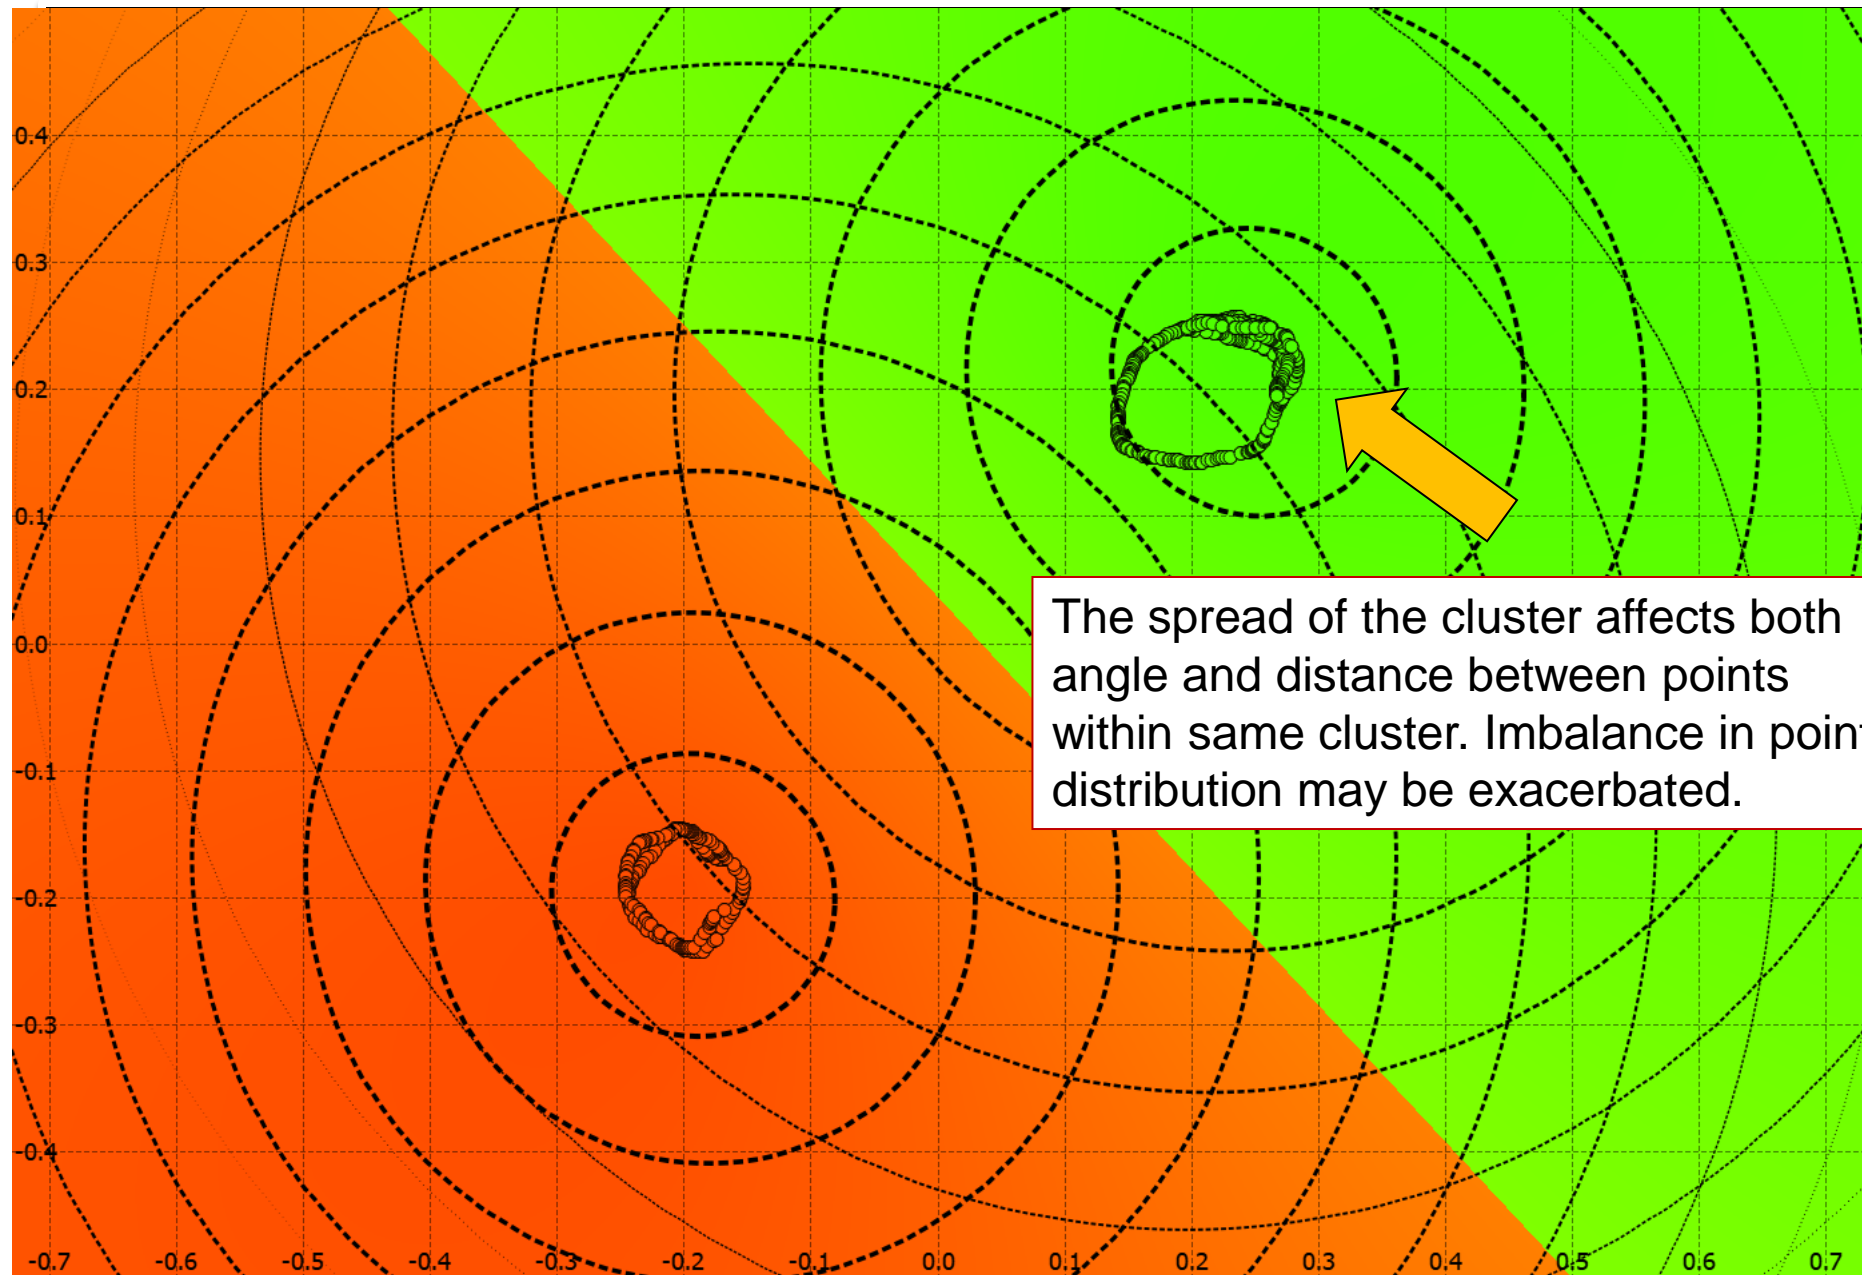 0.4
0.3
0.2
0.1
0.0
-0.1
-0.2
-0.3
-0.4
The spread of the cluster affects both
angle and distance between points
within same cluster. Imbalance in point
distribution may be exacerbated.
-0.7 -0.6 -0.5 -0.4 -0.3 -0.2 -0.1 0.0 0.1 0.2 0.3 0.4 0.5 0.6 0.7